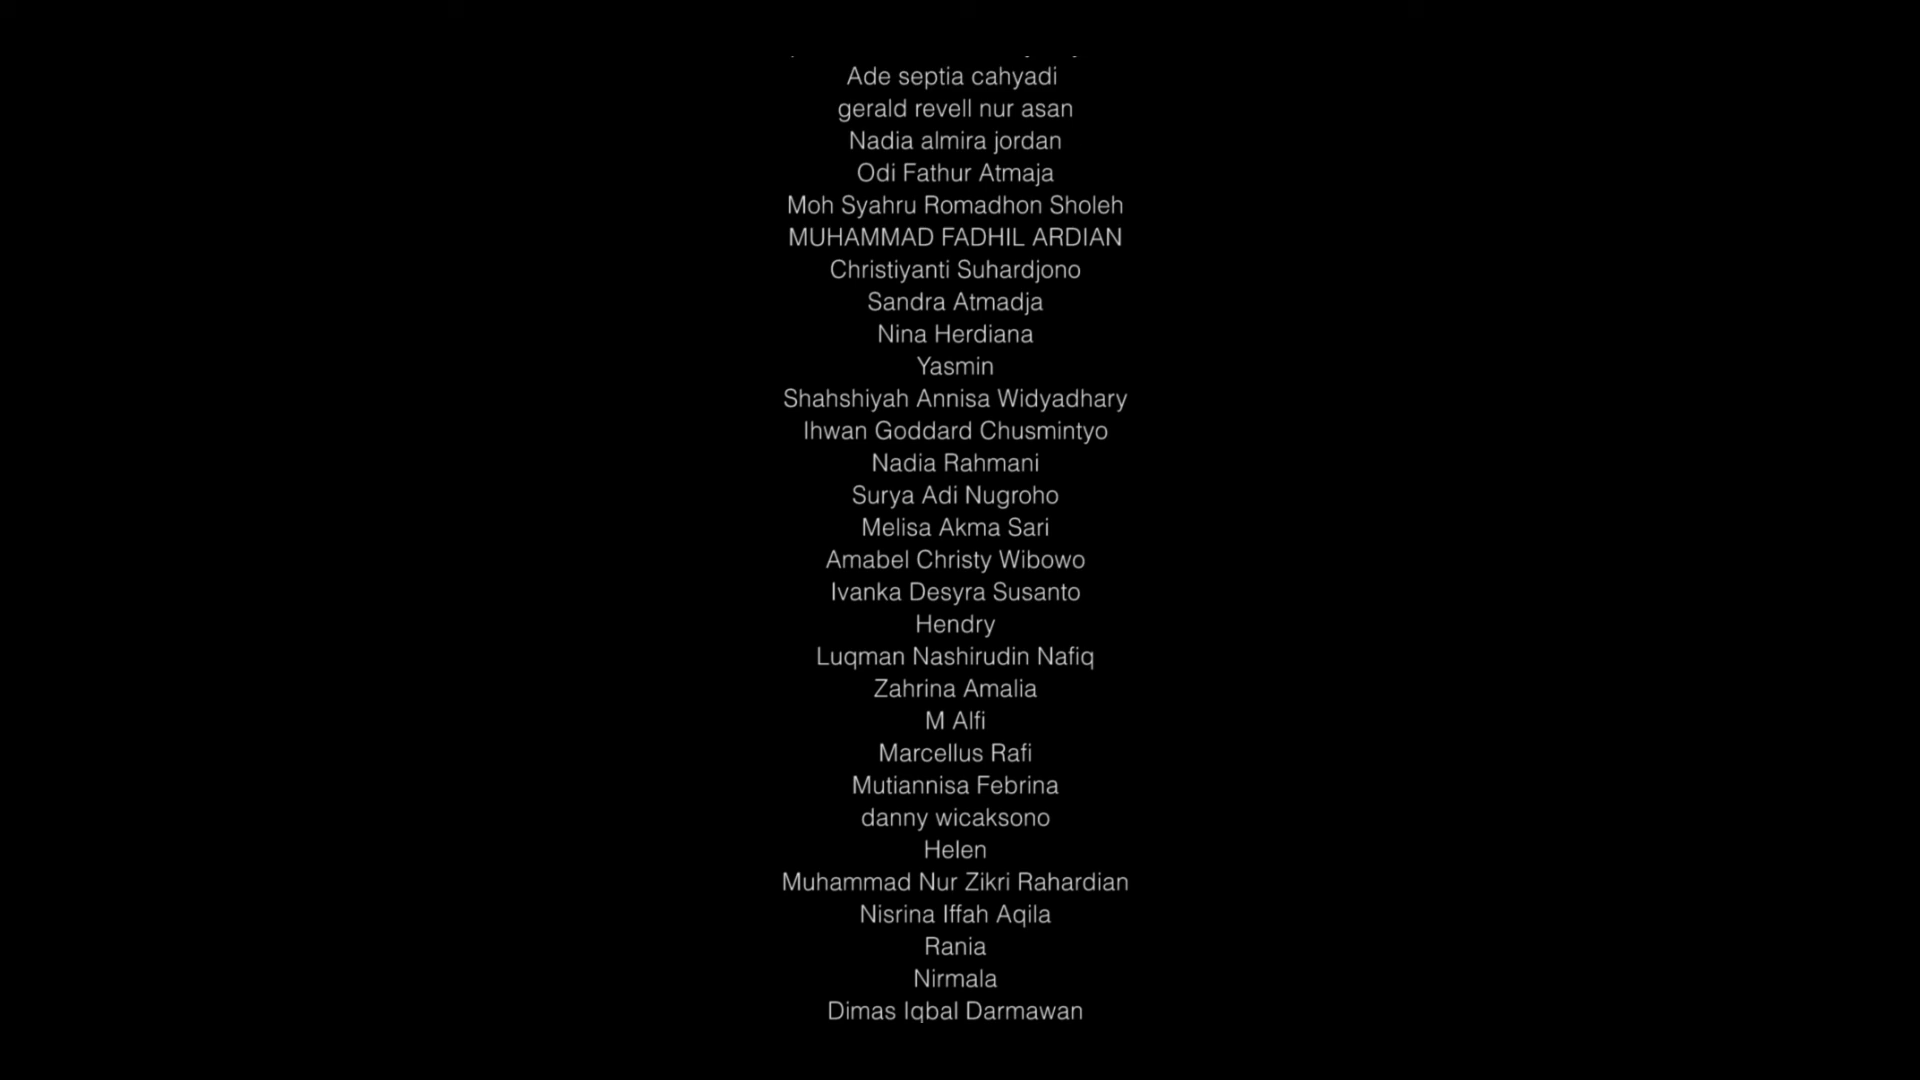 Ade septia cahyadi
gerald revell nur asan
Nadia almira jordan
Odi Fathur Atmaja
Moh Syahru Romadhon Sholeh
MUHAMMAD FADHIL ARDIAN
Christiyanti Suhardjono
Sandra Atmadja
Nina Herdiana
Yasmin
Shahshiyah Annisa Widyadhary
Ihwan Goddard Chusmintyo
Nadia Rahmani
Surya Adi Nugroho
Melisa Akma Sari
Amabel Christy Wibowo
Ivanka Desyra Susanto
Hendry
Luqman Nashirudin Nafiq
Zahrina Amalia
M Alfi
Marcellus Rafi
Mutiannisa Febrina
danny wicaksono
Helen
Muhammad Nur Zikri Rahardian
Nisrina Iffah Aqila
Rania
Nirmala
Dimas Iqbal Darmawan